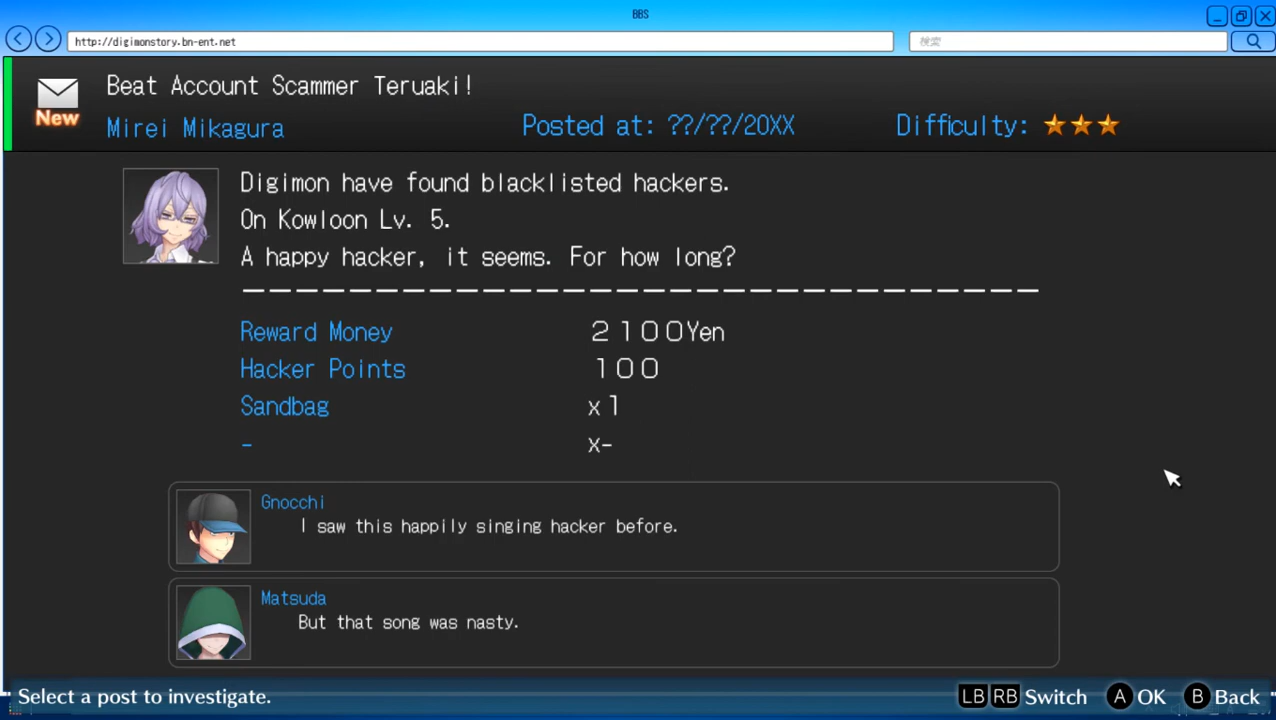 BBS
http://digimonstory.bn-ent.net
検索
Beat Account Scammer Teruaki!
New
Mirei Mikagura
Posted at: ??/??/20XX
Difficulty: ★★★
Digimon have found blacklisted hackers.
On Kowloon Lv. 5.
A happy hacker, it seems. For how long?
Reward Money ２１００Yen
Hacker Points １００
Sandbag x１
- x-
Gnocchi
I saw this happily singing hacker before.
Matsuda
But that song was nasty.
Select a post to investigate.
LB RB Switch A OK B Back